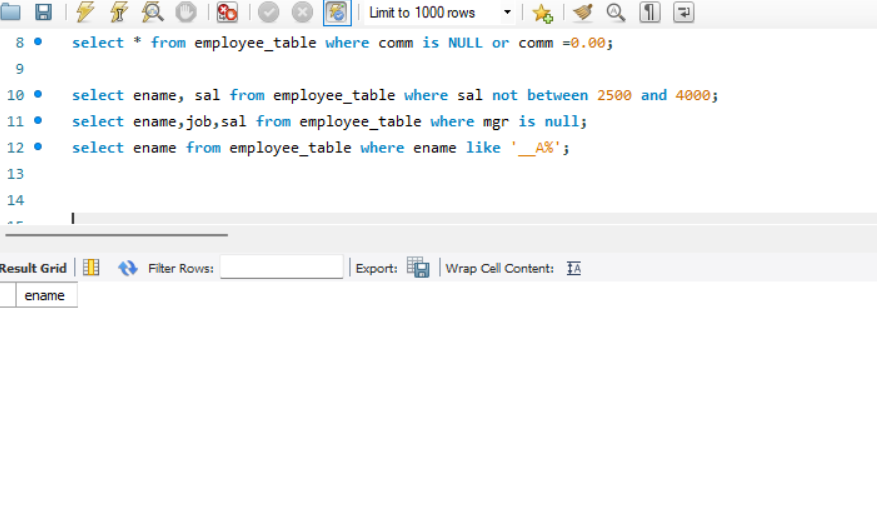 Limit to 1000 rows
8 select * from employee_table where comm is NULL or comm =0.00;
9
10 select ename, sal from employee_table where sal not between 2500 and 4000;
11 select ename,job,sal from employee_table where mgr is null;
12 select ename from employee_table where ename like '__A%';
13
14
Result Grid Filter Rows: Export: Wrap Cell Content: IA
ename